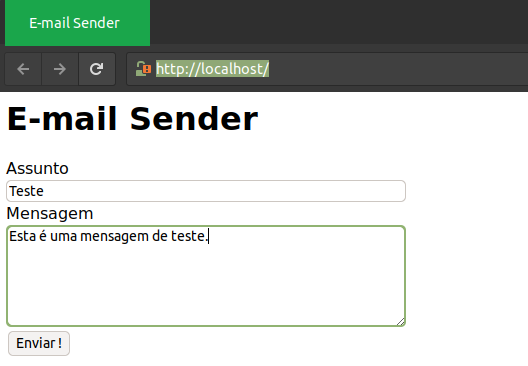 E-mail Sender
http://localhost/
E-mail Sender
Assunto
Teste
Mensagem
Esta é uma mensagem de teste.
Enviar!